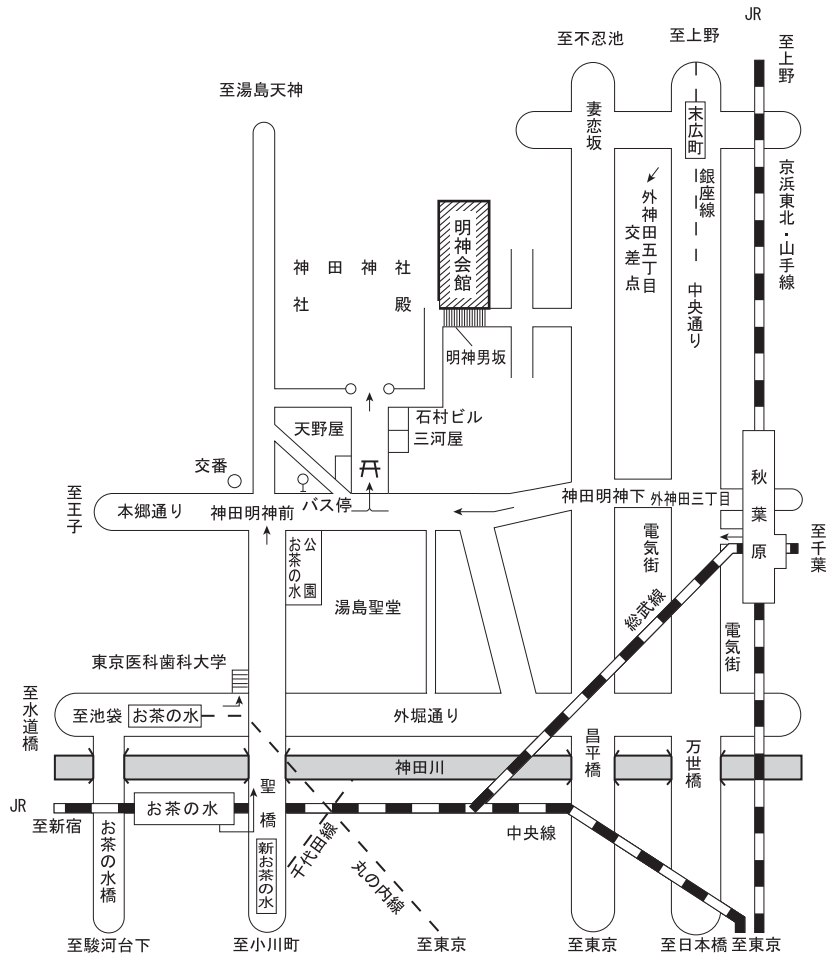 JR
至不忍池
至上野
至上野
至湯島天神
妻恋坂
末広町
銀座線
京浜東北・山手線
外神田五丁目
交差点
明神会館
神田神社
社殿
中央通り
明神男坂
石村ビル
三河屋
天野屋
交番
バス停
至王子
本郷通り
神田明神前
神田明神下
外神田三丁目
秋葉原
至千葉
電気街
お茶の水
公園
湯島聖堂
総武線
電気街
東京医科歯科大学
至水道橋
至池袋
お茶の水
外堀通り
昌平橋
万世橋
神田川
聖橋
JR
お茶の水
至新宿
中央線
お茶の水橋
新お茶の水
千代田線
丸の内線
至駿河台下
至小川町
至東京
至東京
至日本橋
至東京